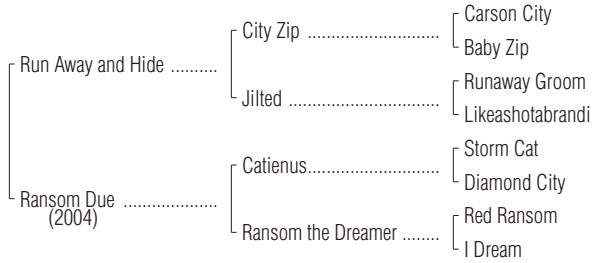 Carson City
City Zip ..................
Baby Zip
Run Away and Hide ..........
Runaway Groom
Jilted ..............................
Likeashotabrandi
Storm Cat
Catienus..........................
Diamond City
Ransom Due ....................
(2004)
Red Ransom
Ransom the Dreamer ........
I Dream